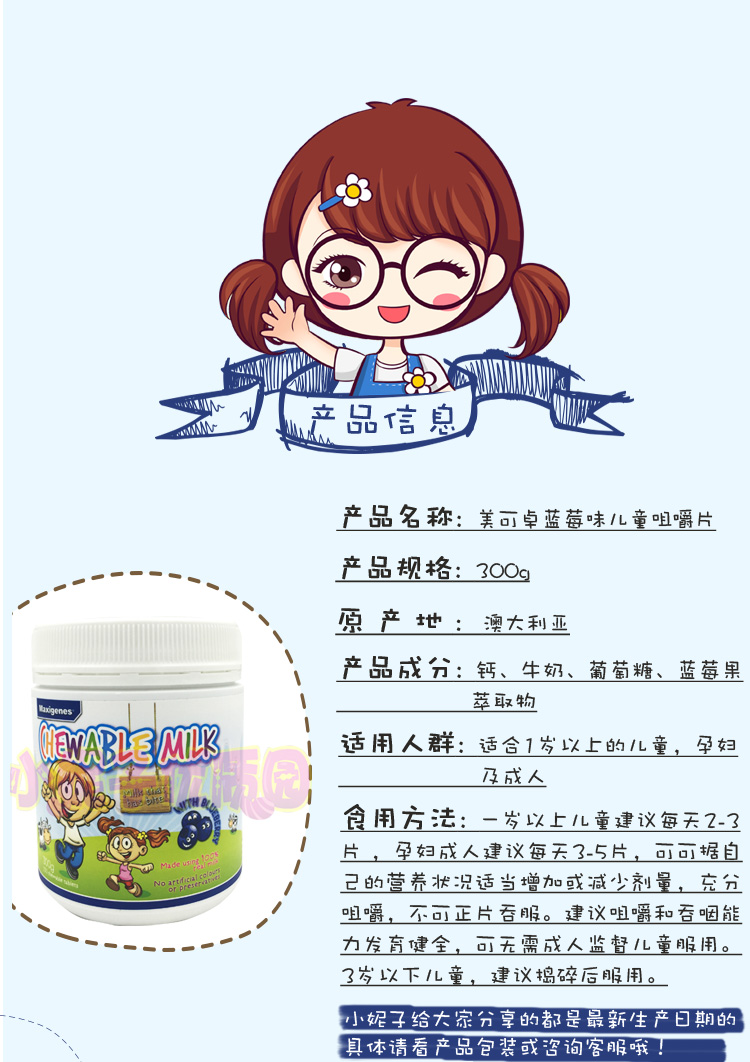 产品信息
产品名称：美可卓蓝莓味儿童咀嚼片
产品规格：300g
原产地：澳大利亚
产品成分：钙、牛奶、葡萄糖、蓝莓果
萃取物
适用人群：适合1岁以上的儿童，孕妇
及成人
食用方法：一岁以上儿童建议每天2-3
片，孕妇成人建议每天3-5片，可可据自
己的营养状况适当增加或减少剂量，充分
咀嚼，不可正片吞服。建议咀嚼和吞咽能
力发育健全，可无需成人监督儿童服用。
3岁以下儿童，建议捣碎后服用。
Maxigenes
CHEWABLE MILK
WITH BLUEBERRY
Made using 100%
No artificial colours
or preservatives
300g
小妮子给大家分享的都是最新生产日期的
具体请看产品包装或咨询客服哦！